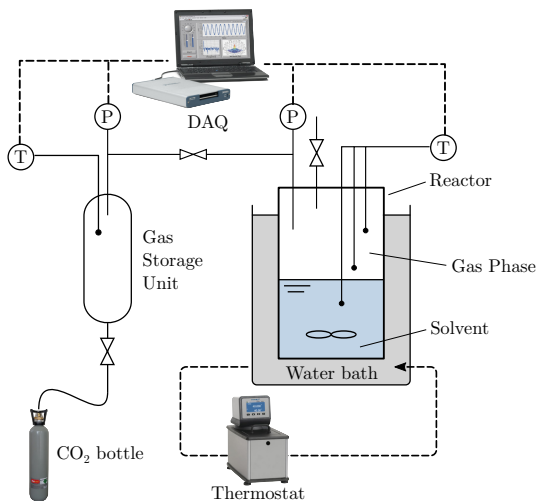 P
P
DAQ
T
T
Reactor
Gas
Storage
Unit
Gas Phase
Solvent
Water bath
CO₂ bottle
Thermostat